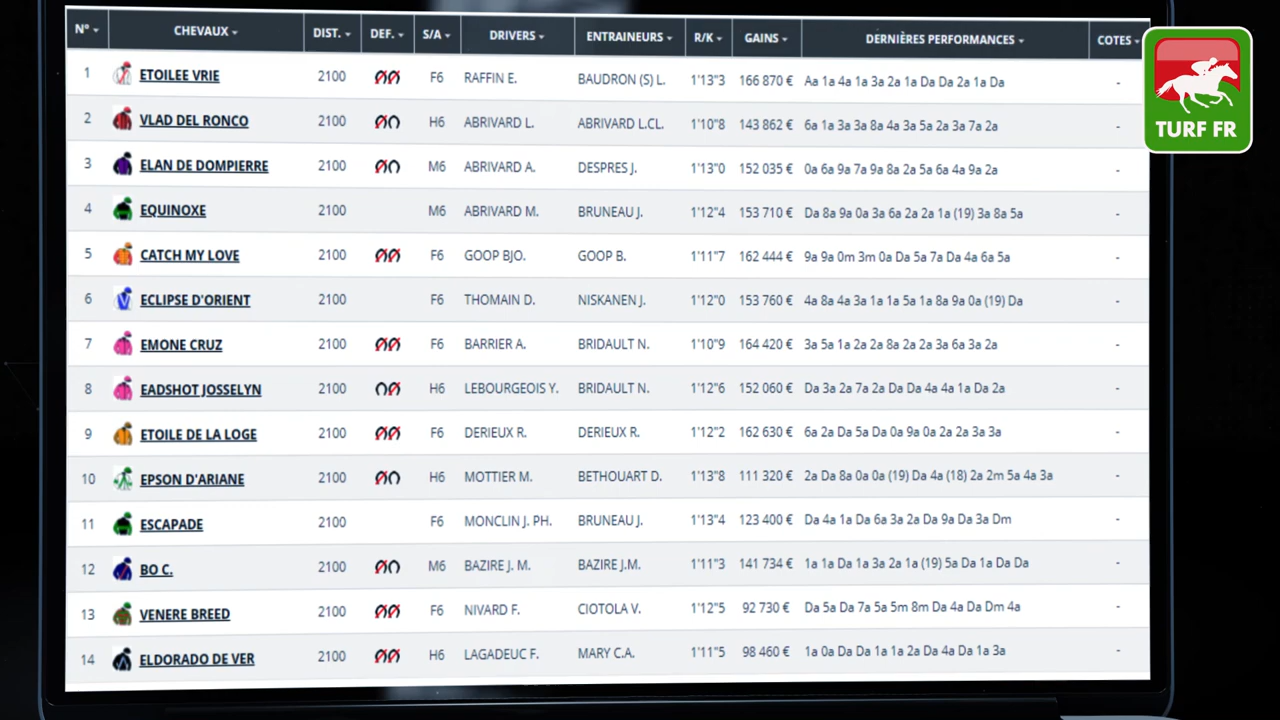 N° CHEVAUX DIST. DEF. S/A DRIVERS ENTRAINEURS R/K GAINS DERNIÈRES PERFORMANCES COTES
1 ETOILEE VRIE 2100 F6 RAFFIN E. BAUDRON (S) L. 1'13"3 166 870 € Aa 1a 4a 1a 3a 2a 1a Da Da 2a 1a Da -
2 VLAD DEL RONCO 2100 H6 ABRIVARD L. ABRIVARD L.CL. 1'10"8 143 862 € 6a 1a 3a 3a 8a 4a 3a 5a 2a 3a 7a 2a -
3 ELAN DE DOMPIERRE 2100 M6 ABRIVARD A. DESPRES J. 1'13"0 152 035 € 0a 6a 9a 7a 9a 8a 2a 5a 6a 4a 9a 2a -
4 EQUINOXE 2100 M6 ABRIVARD M. BRUNEAU J. 1'12"4 153 710 € Da 8a 9a 0a 3a 6a 2a 2a 1a (19) 3a 8a 5a -
5 CATCH MY LOVE 2100 F6 GOOP BJO. GOOP B. 1'11"7 162 444 € 9a 9a 0m 3m 0a Da 5a 7a Da 4a 6a 5a -
6 ECLIPSE D'ORIENT 2100 F6 THOMAIN D. NISKANEN J. 1'12"0 153 760 € 4a 8a 4a 3a 1a 1a 5a 1a 8a 9a 0a (19) Da -
7 EMONE CRUZ 2100 F6 BARRIER A. BRIDAULT N. 1'10"9 164 420 € 3a 5a 1a 2a 2a 8a 2a 2a 3a 6a 3a 2a -
8 EADSHOT JOSSELYN 2100 H6 LEBOURGEOIS Y. BRIDAULT N. 1'12"6 152 060 € Da 3a 2a 7a 2a Da Da 4a 4a 1a Da 2a -
9 ETOILE DE LA LOGE 2100 F6 DERIEUX R. DERIEUX R. 1'12"2 162 630 € 6a 2a Da 5a Da 0a 9a 0a 2a 2a 3a 3a -
10 EPSON D'ARIANE 2100 H6 MOTTIER M. BETHOUART D. 1'13"8 111 320 € 2a Da 8a 0a 0a (19) Da 4a (18) 2a 2m 5a 4a 3a -
11 ESCAPADE 2100 F6 MONCLIN J. PH. BRUNEAU J. 1'13"4 123 400 € Da 4a 1a Da 6a 3a 2a Da 9a Da 3a Dm -
12 BO C. 2100 M6 BAZIRE J. M. BAZIRE J.M. 1'11"3 141 734 € 1a 1a Da 1a 3a 2a 1a (19) 5a Da 1a Da Da -
13 VENERE BREED 2100 F6 NIVARD F. CIOTOLA V. 1'12"5 92 730 € Da 5a Da 7a 5a 5m 8m Da 4a Da Dm 4a -
14 ELDORADO DE VER 2100 H6 LAGADEUC F. MARY C.A. 1'11"5 98 460 € 1a 0a Da Da 1a 1a 2a Da 4a Da 1a 3a -
TURF FR